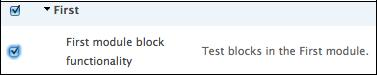 First
First module block
functionality
Test blocks in the First module.